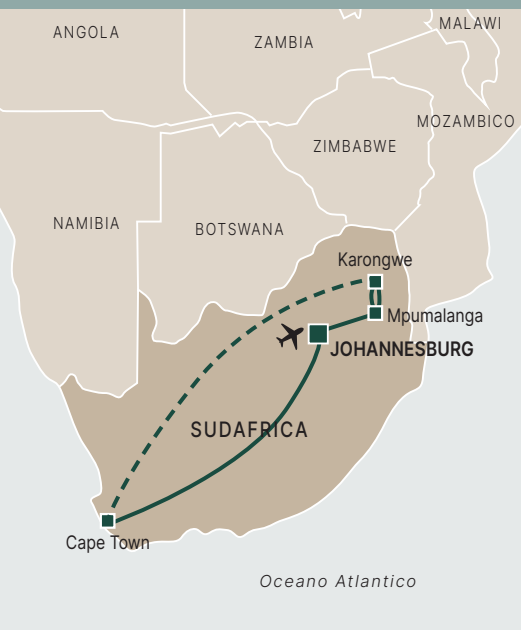 MALAWI
ANGOLA
ZAMBIA
MOZAMBICO
ZIMBABWE
NAMIBIA
BOTSWANA
Karongwe
Mpumalanga
JOHANNESBURG
SUDAFRICA
Cape Town
Oceano Atlantico